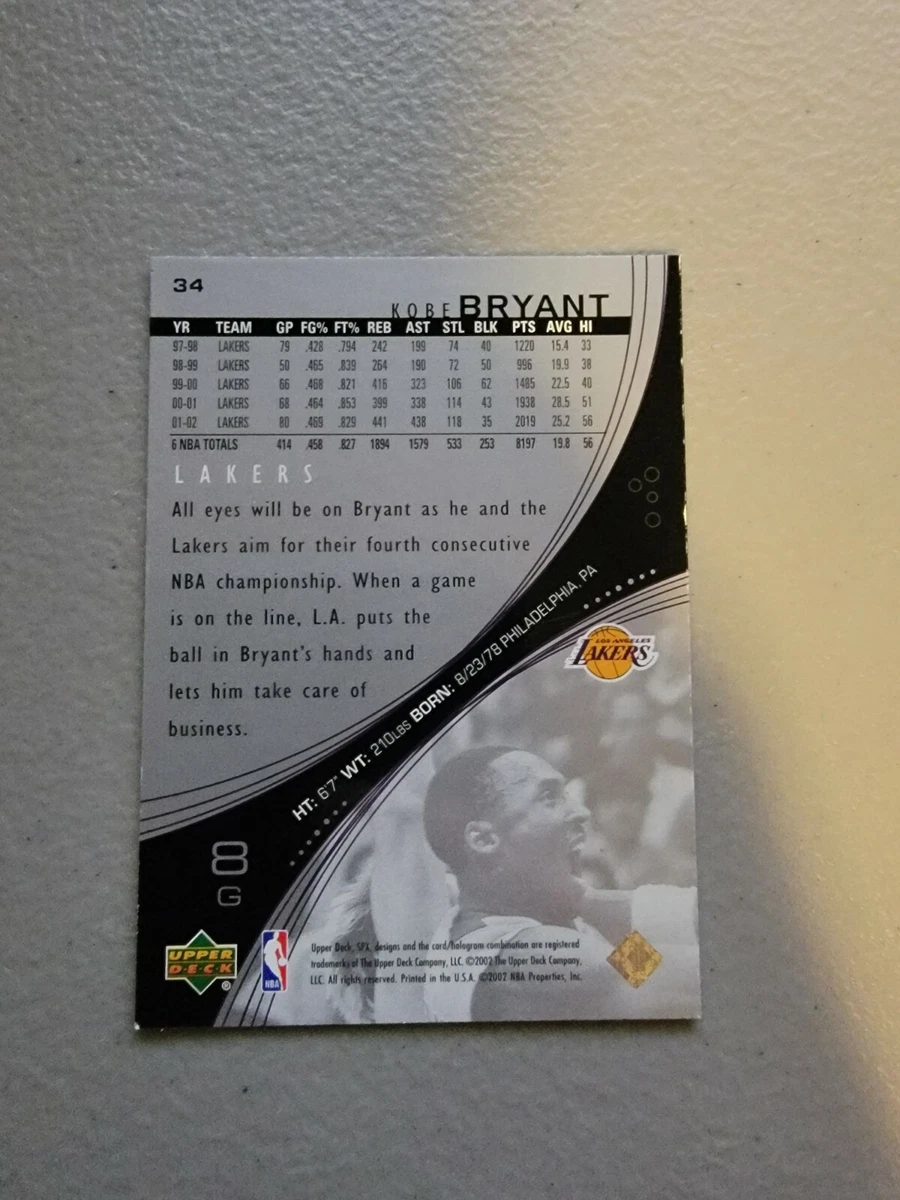 34
KOBE BRYANT
YR TEAM GP FG% FT% REB AST STL BLK PTS AVG HI
97-98 LAKERS 79 .428 .794 242 199 74 40 1220 15.4 33
98-99 LAKERS 50 .465 .839 264 190 72 50 996 19.9 38
99-00 LAKERS 66 .468 .821 416 323 106 62 1485 22.5 40
00-01 LAKERS 68 .464 .853 399 338 114 43 1938 28.5 51
01-02 LAKERS 80 .469 .829 441 438 118 35 2019 25.2 56
6 NBA TOTALS 414 .458 .827 1894 1579 533 253 8197 19.8 56
LAKERS
All eyes will be on Bryant as he and the
Lakers aim for their fourth consecutive
NBA championship. When a game
is on the line, L.A. puts the
ball in Bryant's hands and
lets him take care of
business.
HT: 6'7" WT: 210LBS BORN: 8/23/78 PHILADELPHIA, PA
LOS ANGELES
LAKERS
8
G
UPPER
DECK
®
NBA
Upper Deck, SPX, designs and the card/hologram combination are registered
trademarks of The Upper Deck Company, LLC. ©2002 The Upper Deck Company,
LLC. All rights reserved. Printed in the U.S.A. ©2002 NBA Properties, Inc.